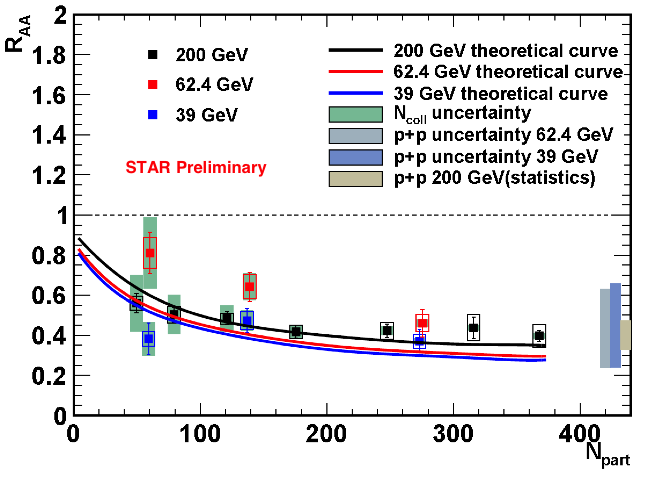 R_AA
2
1.8
1.6
1.4
1.2
1
0.8
0.6
0.4
0.2
0
200 GeV
62.4 GeV
39 GeV
STAR Preliminary
200 GeV theoretical curve
62.4 GeV theoretical curve
39 GeV theoretical curve
N_coll uncertainty
p+p uncertainty 62.4 GeV
p+p uncertainty 39 GeV
p+p 200 GeV(statistics)
0 100 200 300 400
N_part